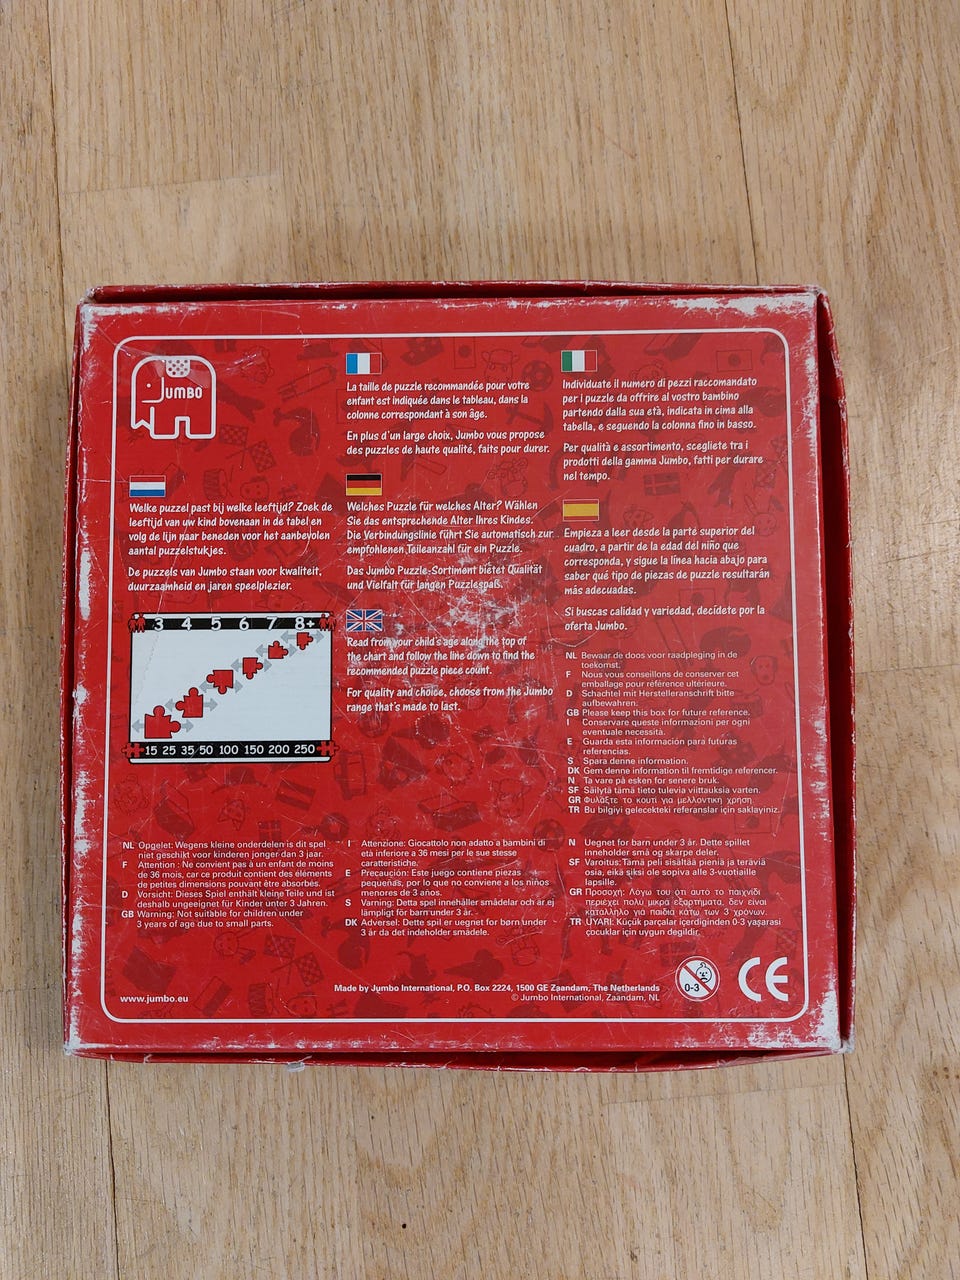 JUMBO
Welke puzzel past bij welke leeftijd? Zoek de
leeftijd van uw kind bovenaan in de tabel en
volg de lijn naar beneden voor het aanbevolen
aantal puzzelstukjes.
De puzzels van Jumbo staan voor kwaliteit,
duurzaamheid en jaren speelplezier.
3 4 5 6 7 8+
15 25 35 50 100 150 200 250
La taille de puzzle recommandée pour votre
enfant est indiquée dans le tableau, dans la
colonne correspondant à son âge.
En plus d'un large choix, Jumbo vous propose
des puzzles de haute qualité, faits pour durer.
Welches Puzzle für welches Alter? Wählen
Sie das entsprechende Alter Ihres Kindes.
Die Verbindungslinie führt Sie automatisch zur
empfohlenen Teileanzahl für ein Puzzle.
Das Jumbo Puzzle-Sortiment bietet Qualität
und Vielfalt für langen Puzzlespaß.
Read from your child's age along the top of
the chart and follow the line down to find the
recommended puzzle piece count.
For quality and choice, choose from the Jumbo
range that's made to last.
Individuate il numero di pezzi raccomandato
per i puzzle da offrire al vostro bambino
partendo dalla sua età, indicata in cima alla
tabella, e seguendo la colonna fino in basso.
Per qualità e assortimento, scegliete tra i
prodotti della gamma Jumbo, fatti per durare
nel tempo.
Empieza a leer desde la parte superior del
cuadro, a partir de la edad del niño que
corresponda, y sigue la línea hacia abajo para
saber qué tipo de piezas de puzzle resultarán
más adecuadas.
Si buscas calidad y variedad, decídete por la
oferta Jumbo.
NL Bewaar de doos voor raadpleging in de
toekomst.
F Nous vous conseillons de conserver cet
emballage pour référence ultérieure.
D Schachtel mit Herstelleranschrift bitte
aufbewahren.
GB Please keep this box for future reference.
I Conservare queste informazioni per ogni
eventuale necessità.
E Guarda esta información para futuras
referencias.
S Spara denne information.
DK Gem denne information til fremtidige referencer.
N Ta vare på esken for senere bruk.
SF Säilytä tämä tieto tulevia viittauksia varten.
GR Φυλάξτε το κουτί για μελλοντική χρήση.
TR Bu bilgiyi gelecekteki referanslar için saklayiniz.
NL Opgelet: Wegens kleine onderdelen is dit spel
niet geschikt voor kinderen jonger dan 3 jaar.
F Attention : Ne convient pas à un enfant de moins
de 36 mois, car ce produit contient des éléments
de petites dimensions pouvant être absorbés.
D Vorsicht: Dieses Spiel enthält kleine Teile und ist
deshalb ungeeignet für Kinder unter 3 Jahren.
GB Warning: Not suitable for children under
3 years of age due to small parts.
I Attenzione: Giocattolo non adatto a bambini di
età inferiore a 36 mesi per le sue stesse
caratteristiche.
E Precaución: Este juego contiene piezas
pequeñas, por lo que no conviene a los niños
menores de 3 años.
S Varning: Detta spel innehåller smådelar och är ej
lämpligt för barn under 3 år.
DK Adversel: Dette spil er uegnet for børn under
3 år da det indeholder smådele.
N Uegnet for barn under 3 år. Dette spillet
inneholder små og skarpe deler.
SF Varoitus: Tämä peli sisältää pieniä ja teräviä
osia, eikä siksi ole sopiva alle 3-vuotiaille
lapsille.
GR Προσοχη: Λόγω του ότι αυτό το παιχνίδι
περιέχει πολύ μικρά εξαρτήματα, δεν είναι
κατάλληλο για παιδιά κάτω των 3 χρονων.
TR UYARI: Kücük parcalar icerdiginden 0-3 yaşarasi
çocuklar için uygun degildir.
www.jumbo.eu
Made by Jumbo International, P.O. Box 2224, 1500 GE Zaandam, The Netherlands
© Jumbo International, Zaandam, NL
0-3
CE